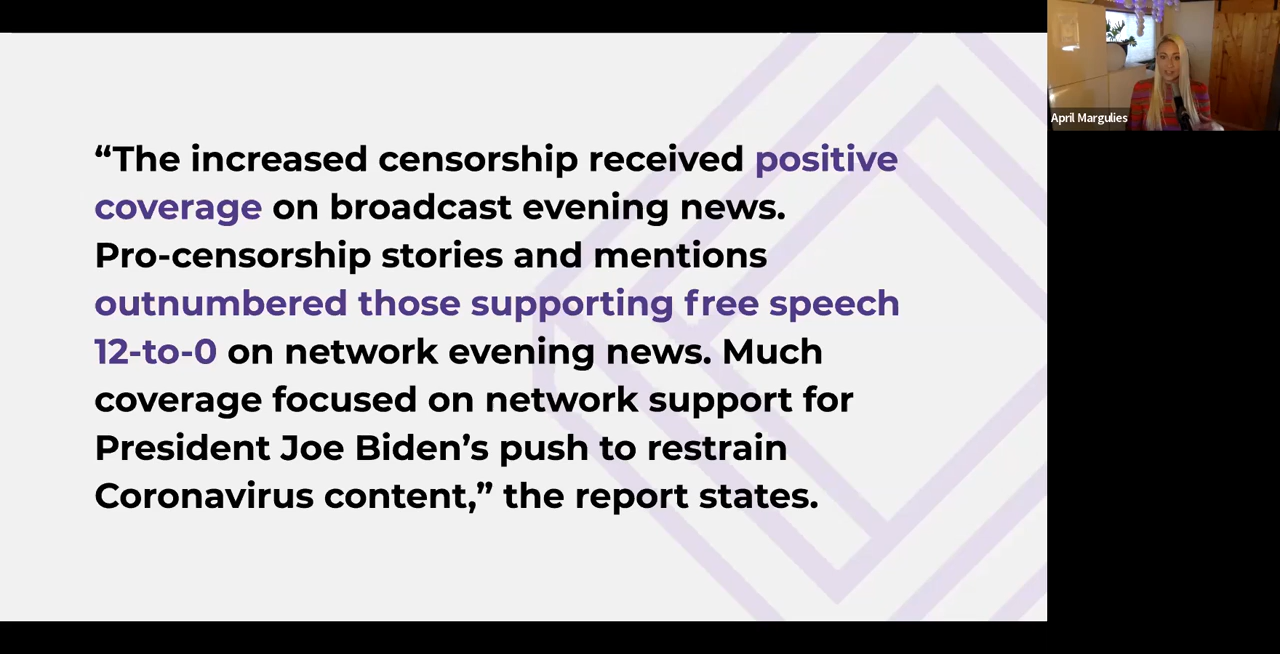 “The increased censorship received positive
coverage on broadcast evening news.
Pro-censorship stories and mentions
outnumbered those supporting free speech
12-to-0 on network evening news. Much
coverage focused on network support for
President Joe Biden’s push to restrain
Coronavirus content,” the report states.
April Margulies